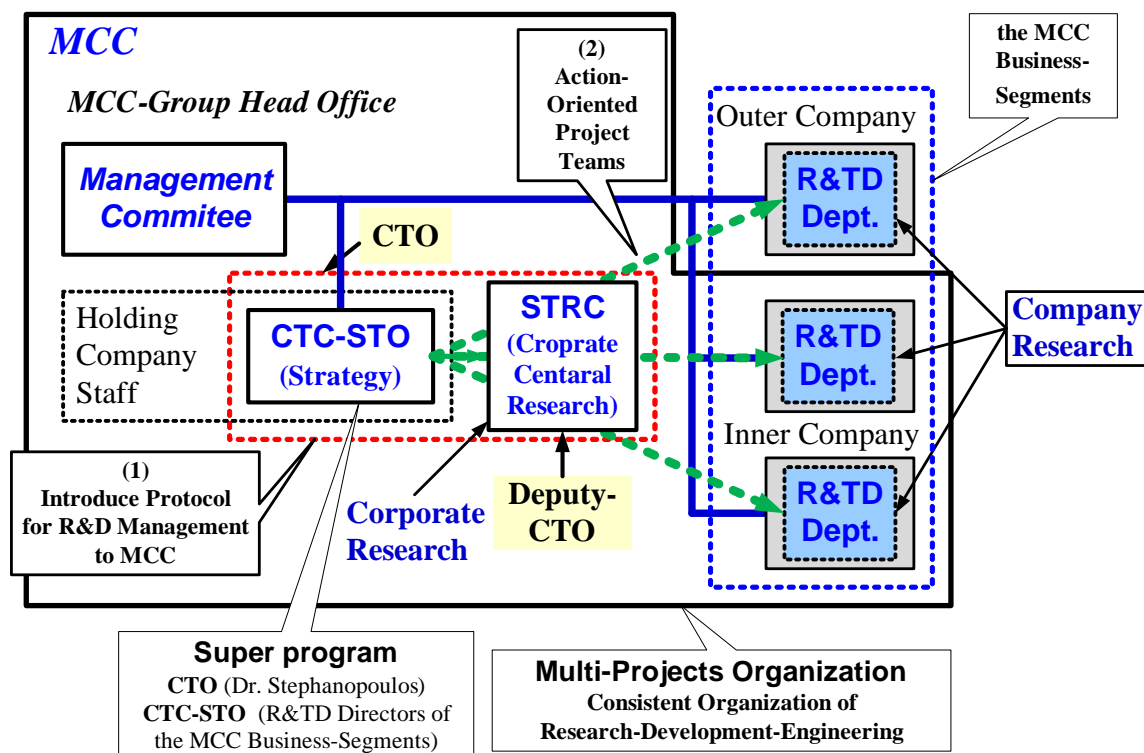 MCC
MCC-Group Head Office
Management
Commitee
(2)
Action-
Oriented
Project
Teams
the MCC
Business-
Segments
Outer Company
R&TD
Dept.
CTO
Holding
Company
Staff
CTC-STO
(Strategy)
STRC
(Croprate
Centaral
Research)
R&TD
Dept.
Company
Research
Inner Company
R&TD
Dept.
(1)
Introduce Protocol
for R&D Management
to MCC
Corporate
Research
Deputy-
CTO
Super program
CTO (Dr. Stephanopoulos)
CTC-STO (R&TD Directors of
the MCC Business-Segments)
Multi-Projects Organization
Consistent Organization of
Research-Development-Engineering